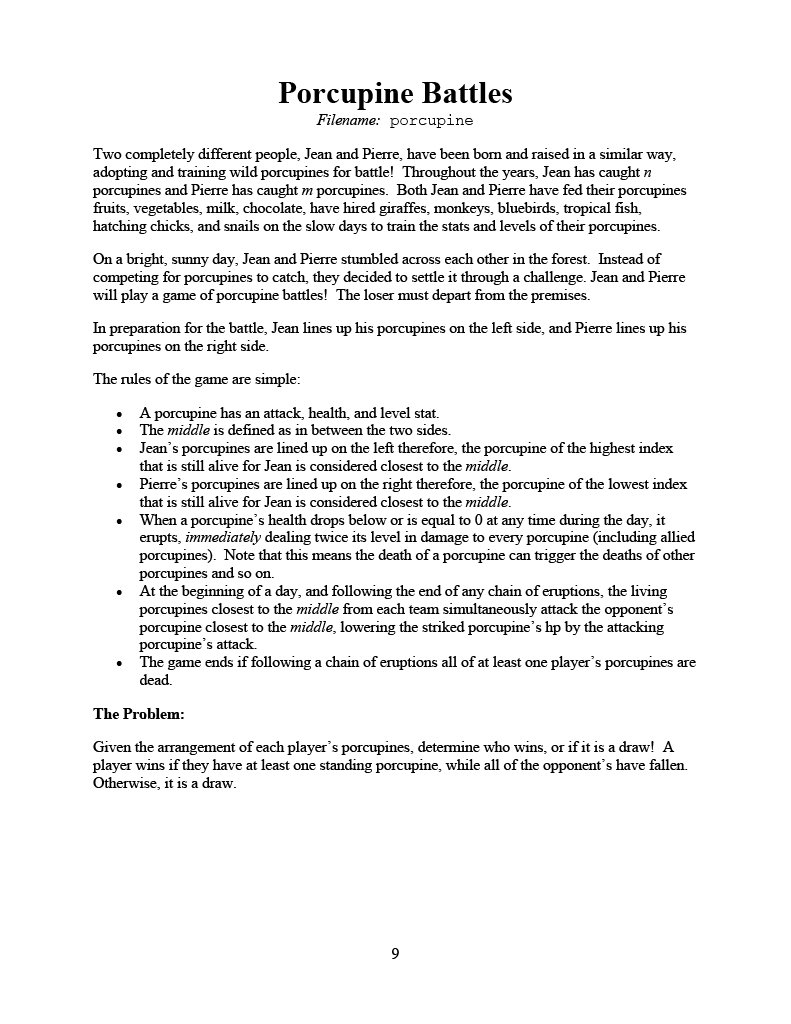 Porcupine Battles
Filename: porcupine
Two completely different people, Jean and Pierre, have been born and raised in a similar way,
adopting and training wild porcupines for battle! Throughout the years, Jean has caught n
porcupines and Pierre has caught m porcupines. Both Jean and Pierre have fed their porcupines
fruits, vegetables, milk, chocolate, have hired giraffes, monkeys, bluebirds, tropical fish,
hatching chicks, and snails on the slow days to train the stats and levels of their porcupines.
On a bright, sunny day, Jean and Pierre stumbled across each other in the forest. Instead of
competing for porcupines to catch, they decided to settle it through a challenge. Jean and Pierre
will play a game of porcupine battles! The loser must depart from the premises.
In preparation for the battle, Jean lines up his porcupines on the left side, and Pierre lines up his
porcupines on the right side.
The rules of the game are simple:
• A porcupine has an attack, health, and level stat.
• The middle is defined as in between the two sides.
• Jean's porcupines are lined up on the left therefore, the porcupine of the highest index
that is still alive for Jean is considered closest to the middle.
• Pierre's porcupines are lined up on the right therefore, the porcupine of the lowest index
that is still alive for Jean is considered closest to the middle.
• When a porcupine's health drops below or is equal to 0 at any time during the day, it
erupts, immediately dealing twice its level in damage to every porcupine (including allied
porcupines). Note that this means the death of a porcupine can trigger the deaths of other
porcupines and so on.
• At the beginning of a day, and following the end of any chain of eruptions, the living
porcupines closest to the middle from each team simultaneously attack the opponent's
porcupine closest to the middle, lowering the striked porcupine's hp by the attacking
porcupine's attack.
• The game ends if following a chain of eruptions all of at least one player's porcupines are
dead.
The Problem:
Given the arrangement of each player's porcupines, determine who wins, or if it is a draw! A
player wins if they have at least one standing porcupine, while all of the opponent's have fallen.
Otherwise, it is a draw.
9